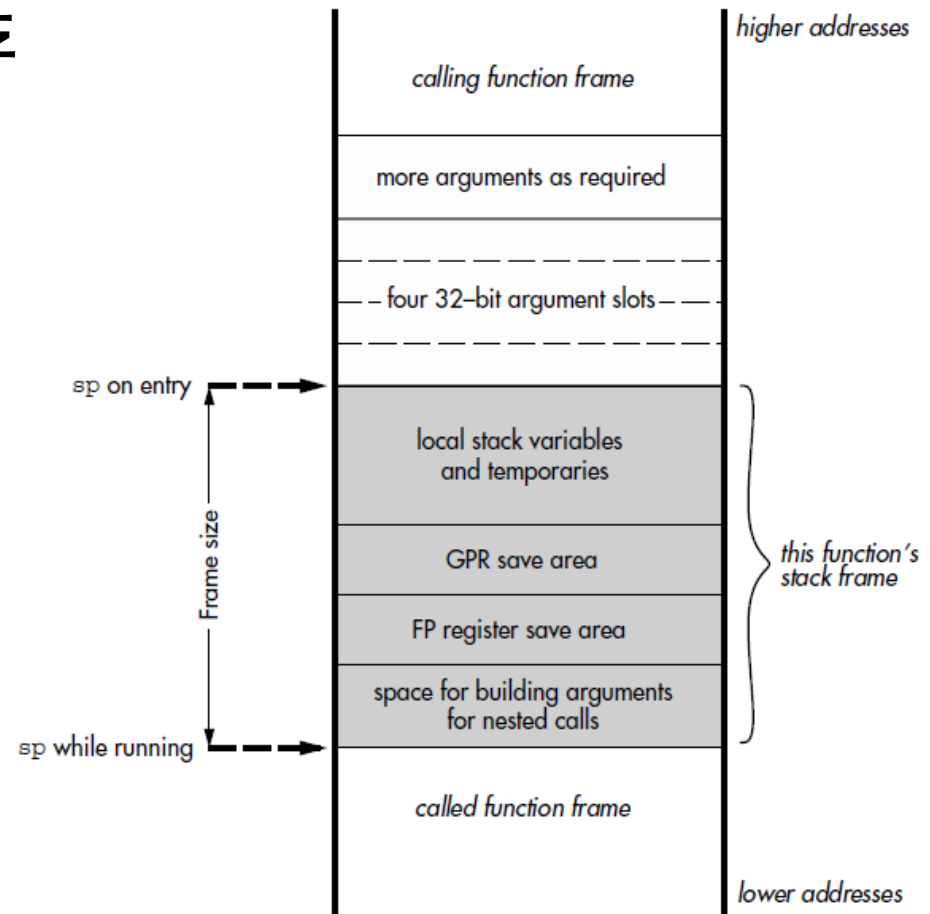 higher addresses
calling function frame
more arguments as required
four 32–bit argument slots
sp on entry
local stack variables
and temporaries
GPR save area
Frame size
this function's
stack frame
FP register save area
space for building arguments
for nested calls
sp while running
called function frame
lower addresses